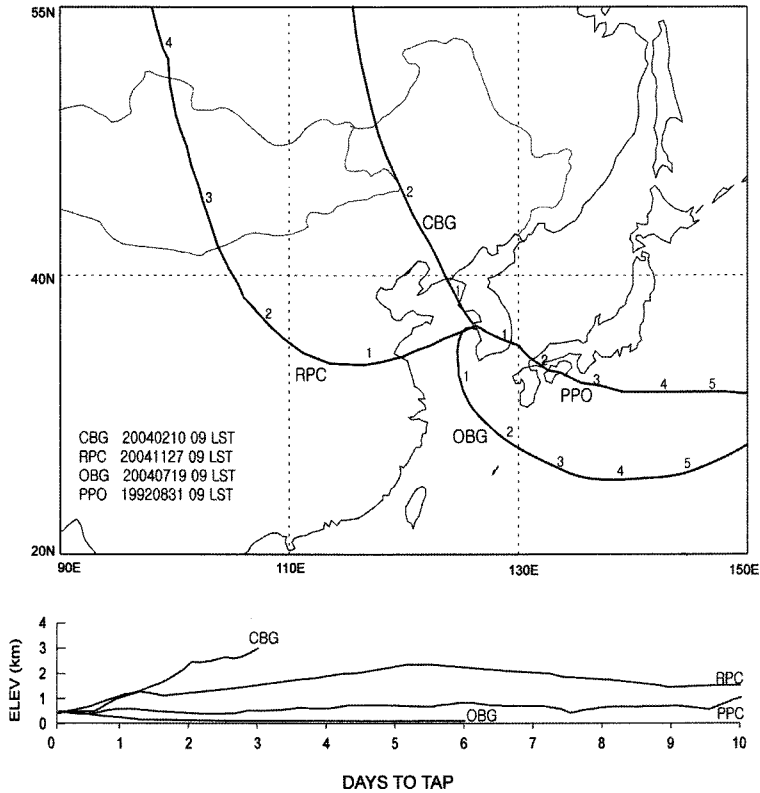 55N
4
3
2
CBG
40N
1
2
1
1
2
3
4
5
RPC
PPO
1
OBG
2
3
4
5
CBG 20040210 09 LST
RPC 20041127 09 LST
OBG 20040719 09 LST
PPO 19920831 09 LST
20N
90E 110E 130E 150E
ELEV (km)
4
3
2
1
0
CBG
RPC
OBG
PPC
0 1 2 3 4 5 6 7 8 9 10
DAYS TO TAP